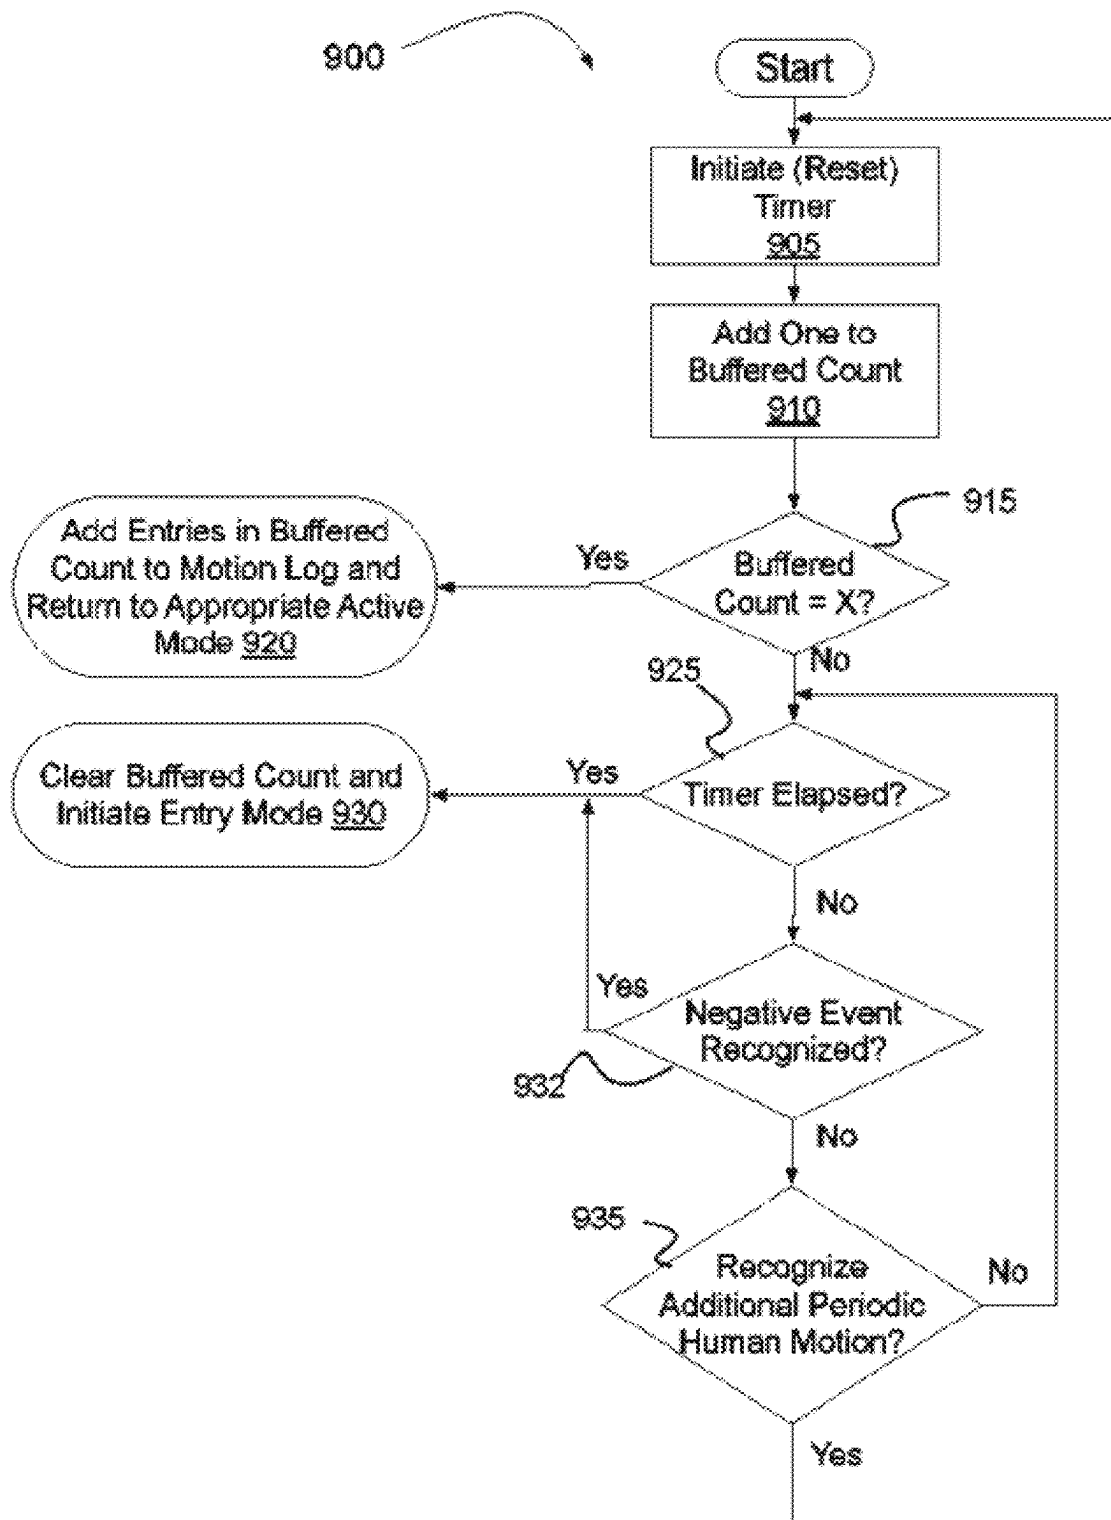 900
Start
Initiate (Reset)
Timer
905
Add One to
Buffered Count
910
915
Buffered
Count = X?
Yes
Add Entries in Buffered
Count to Motion Log and
Return to Appropriate Active
Mode 920
No
925
Timer Elapsed?
Yes
Clear Buffered Count and
Initiate Entry Mode 930
No
Negative Event
Recognized?
Yes
932
No
935
Recognize
Additional Periodic
Human Motion?
No
Yes